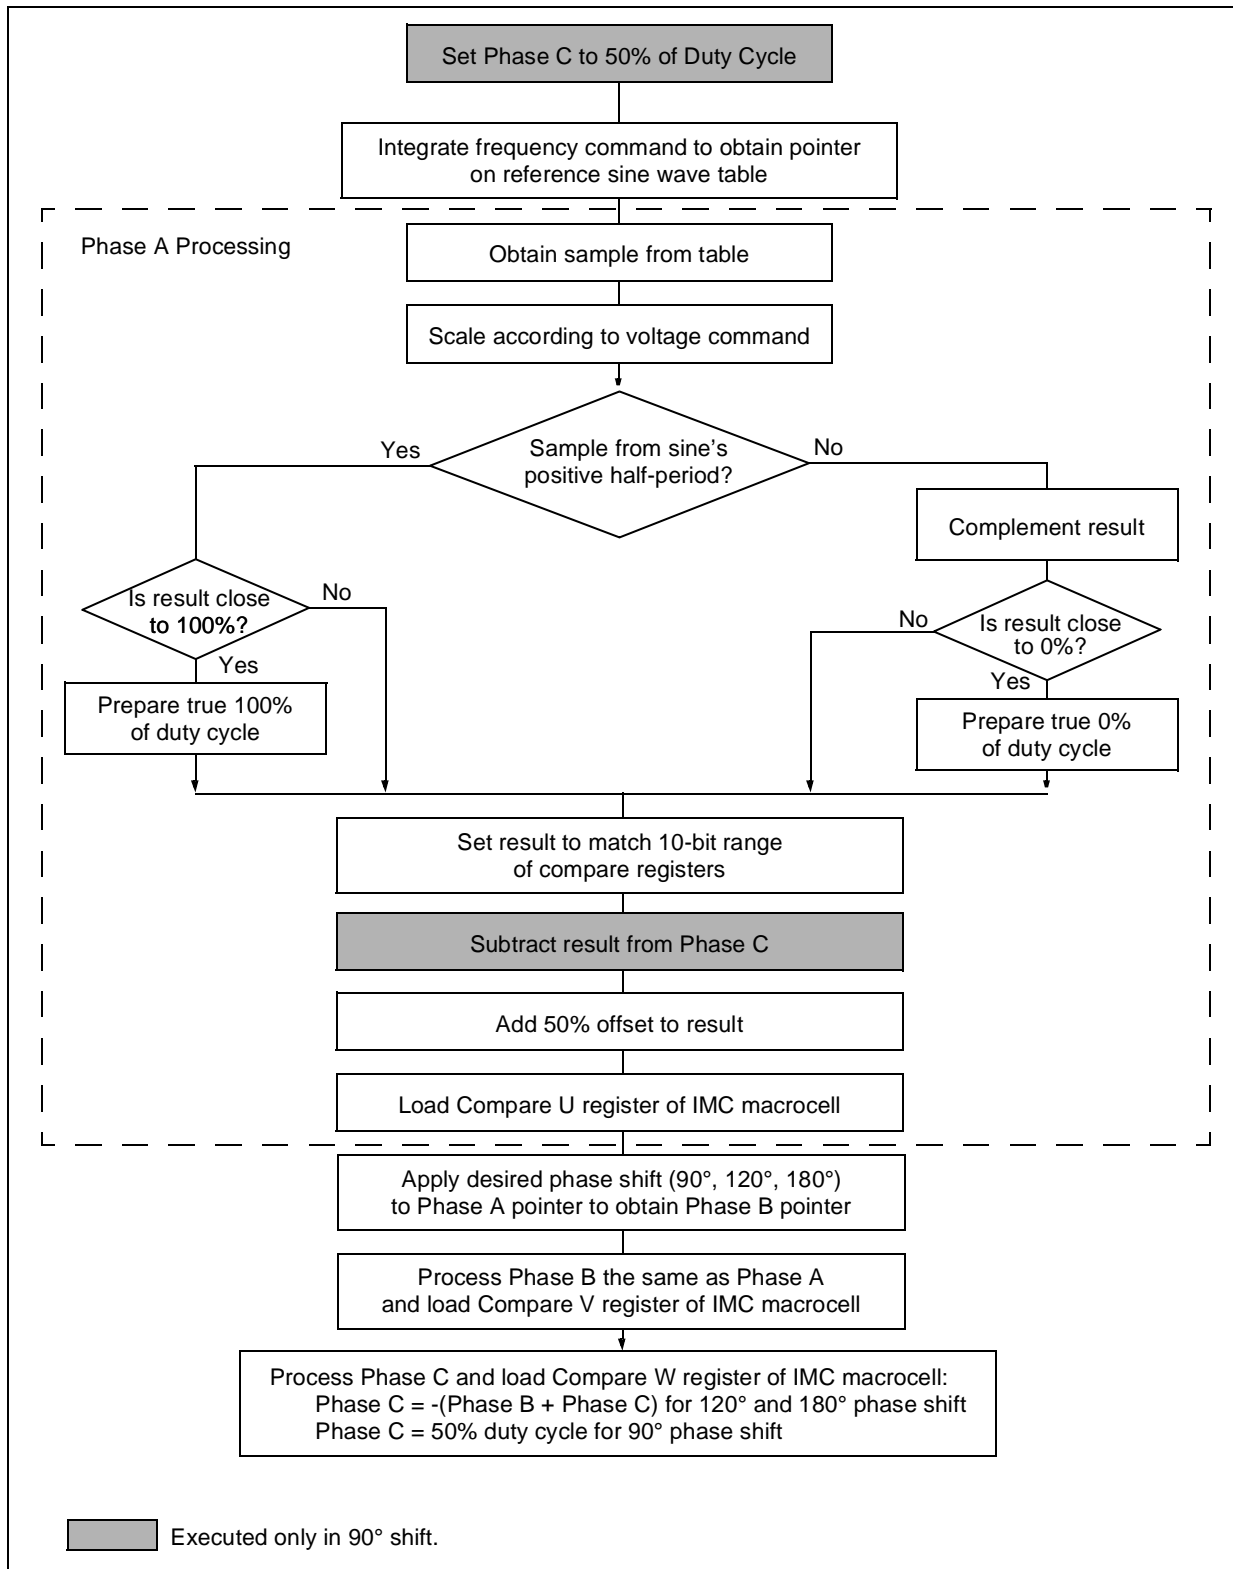 Set Phase C to 50% of Duty Cycle
Integrate frequency command to obtain pointer
on reference sine wave table
Phase A Processing
Obtain sample from table
Scale according to voltage command
Yes
Sample from sine’s
positive half-period?
No
Complement result
Is result close
to 100%?
No
Yes
Prepare true 100%
of duty cycle
No
Is result close
to 0%?
Yes
Prepare true 0%
of duty cycle
Set result to match 10-bit range
of compare registers
Subtract result from Phase C
Add 50% offset to result
Load Compare U register of IMC macrocell
Apply desired phase shift (90°, 120°, 180°)
to Phase A pointer to obtain Phase B pointer
Process Phase B the same as Phase A
and load Compare V register of IMC macrocell
Process Phase C and load Compare W register of IMC macrocell:
Phase C = -(Phase B + Phase C) for 120° and 180° phase shift
Phase C = 50% duty cycle for 90° phase shift
Executed only in 90° shift.